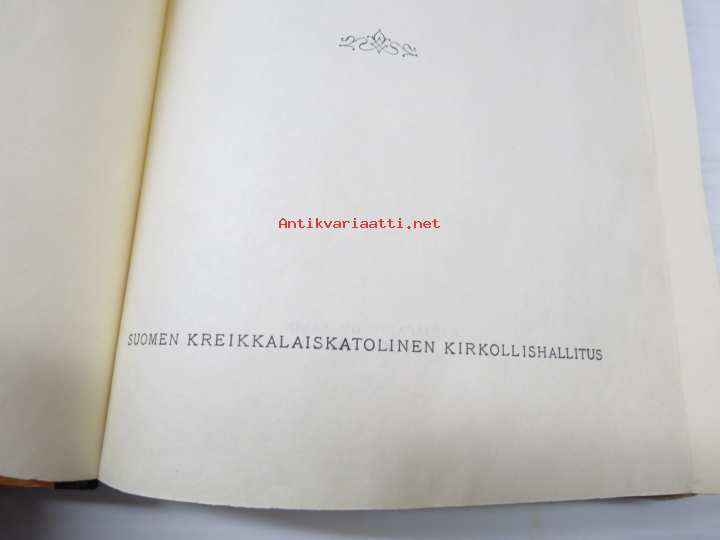 Antikvariaatti.net
SUOMEN KREIKKALAISKATOLINEN KIRKOLLISHALLITUS